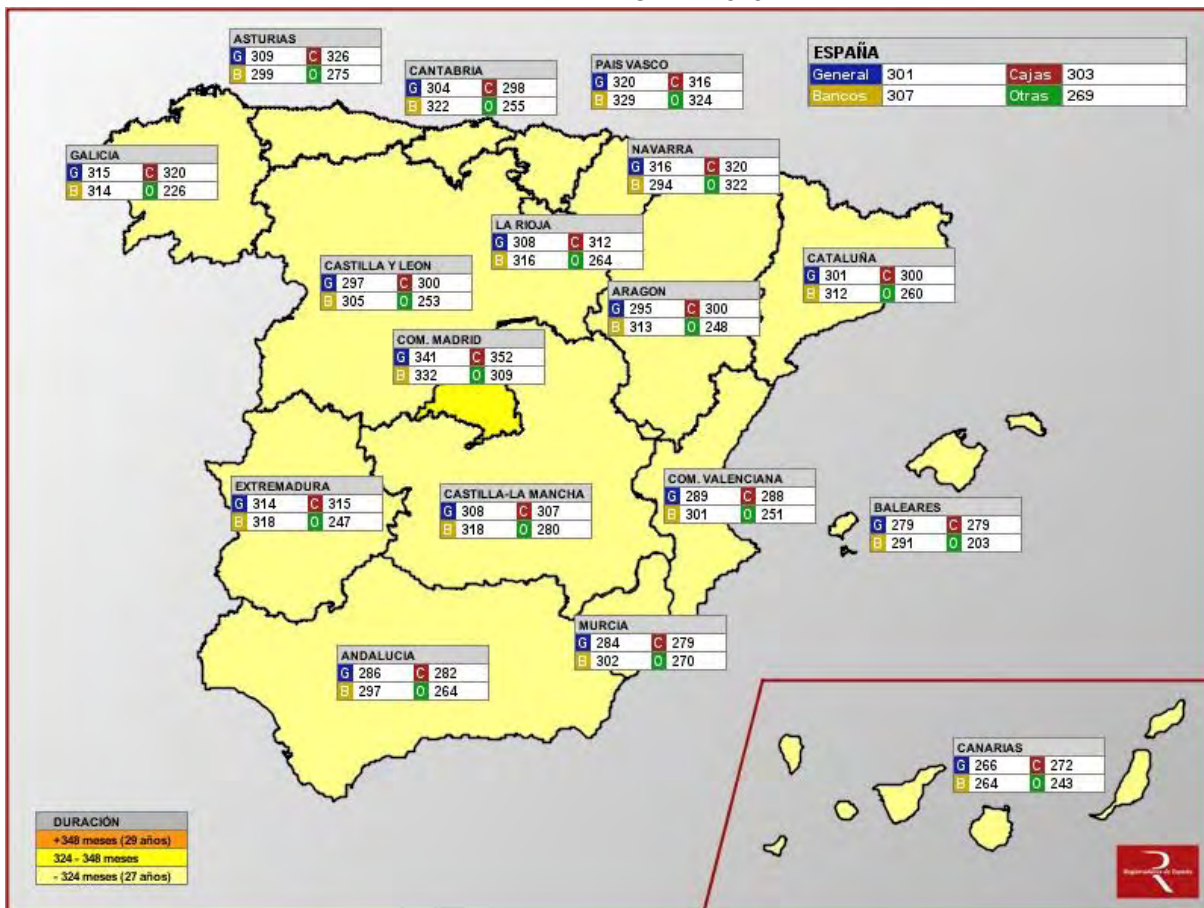 ASTURIAS
G 309 C 326
B 299 O 275
CANTABRIA
G 304 C 298
B 322 O 255
PAIS VASCO
G 320 C 316
B 329 O 324
ESPAÑA
General 301 Cajas 303
Bancos 307 Otras 269
GALICIA
G 315 C 320
B 314 O 226
NAVARRA
G 316 C 320
B 294 O 322
LA RIOJA
G 308 C 312
B 316 O 264
CASTILLA Y LEON
G 297 C 300
B 305 O 253
CATALUÑA
G 301 C 300
B 312 O 260
ARAGON
G 295 C 300
B 313 O 248
COM. MADRID
G 341 C 352
B 332 O 309
EXTREMADURA
G 314 C 315
B 318 O 247
CASTILLA-LA MANCHA
G 308 C 307
B 318 O 280
COM. VALENCIANA
G 289 C 288
B 301 O 251
BALEARES
G 279 C 279
B 291 O 203
MURCIA
G 284 C 279
B 302 O 270
ANDALUCIA
G 286 C 282
B 297 O 264
CANARIAS
G 266 C 272
B 264 O 243
DURACIÓN
+348 meses (29 años)
324 - 348 meses
- 324 meses (27 años)
R
Registradores de España